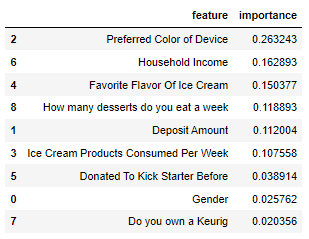 feature importance
2 Preferred Color of Device 0.263243
6 Household Income 0.162893
4 Favorite Flavor Of Ice Cream 0.150377
8 How many desserts do you eat a week 0.118893
1 Deposit Amount 0.112004
3 Ice Cream Products Consumed Per Week 0.107558
5 Donated To Kick Starter Before 0.038914
0 Gender 0.025762
7 Do you own a Keurig 0.020356